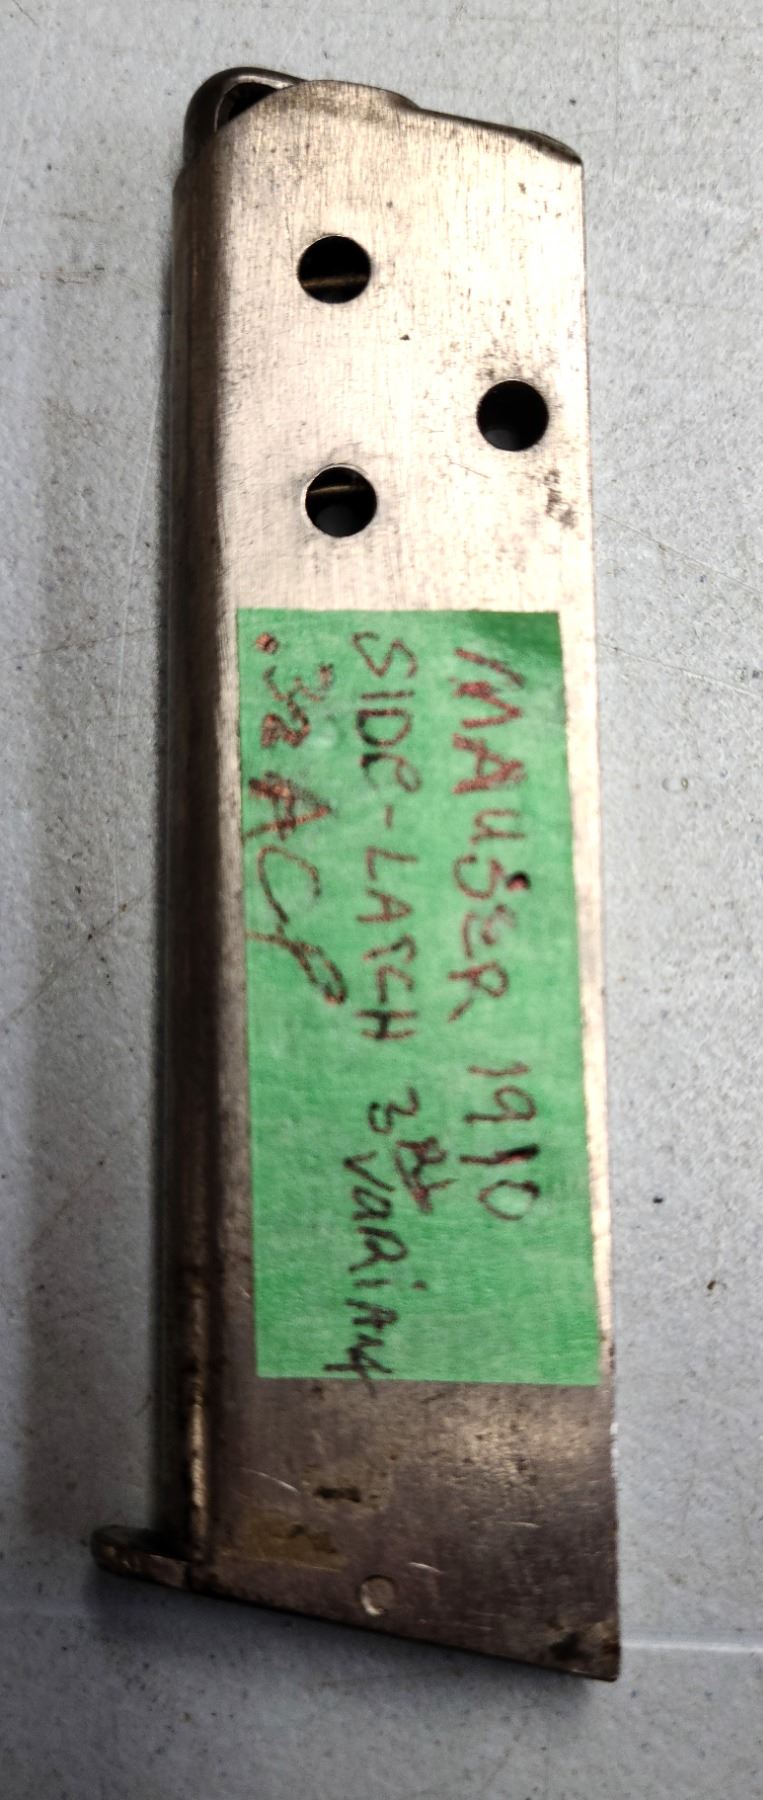 MAUSER 1910
SIDE-LATCH 3RD VARIANT
.32 ACP